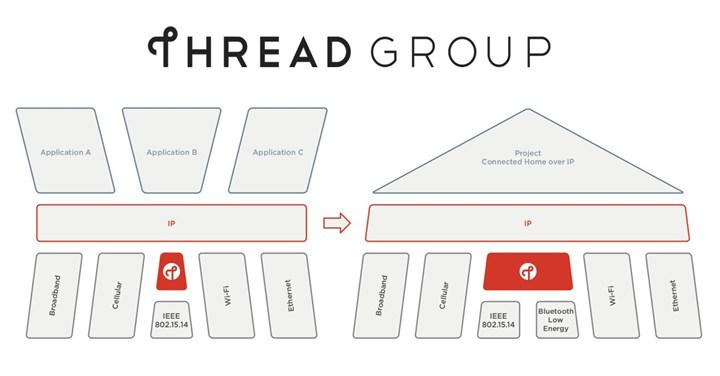 THREAD GROUP
Application A
Application B
Application C
IP
Broadband
Cellular
IEEE
802.15.14
Wi-Fi
Ethernet
Project
Connected Home over IP
IP
Broadband
Cellular
IEEE
802.15.14
Bluetooth
Low
Energy
Wi-Fi
Ethernet